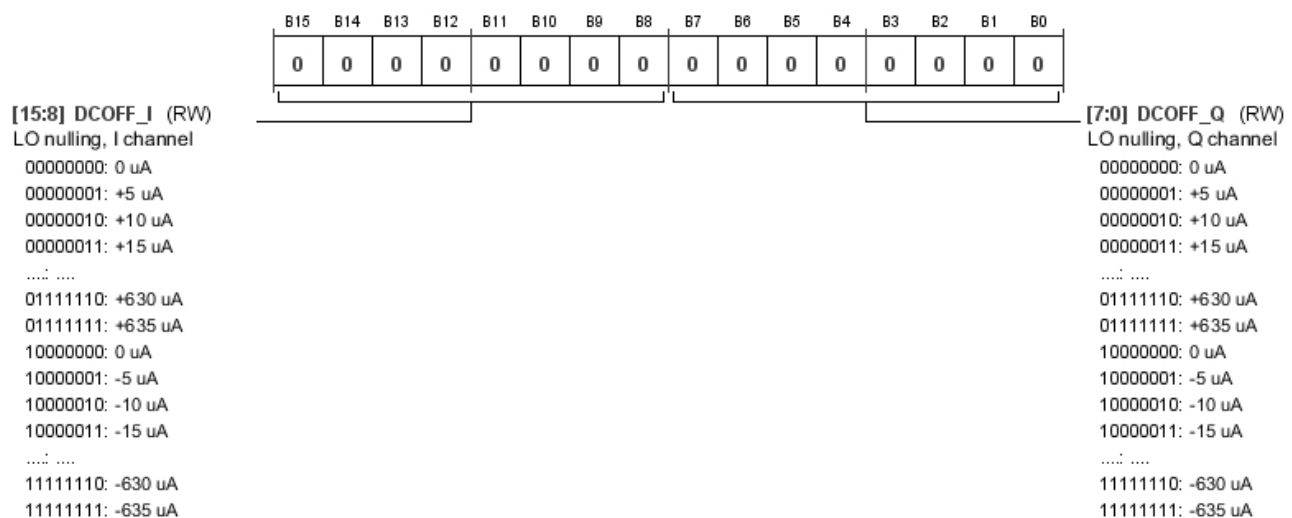 B15 B14 B13 B12 B11 B10 B9 B8 B7 B6 B5 B4 B3 B2 B1 B0
0 0 0 0 0 0 0 0 0 0 0 0 0 0 0 0
[15:8] DCOFF_I (RW)
LO nulling, I channel
00000000: 0 uA
00000001: +5 uA
00000010: +10 uA
00000011: +15 uA
....: ....
01111110: +630 uA
01111111: +635 uA
10000000: 0 uA
10000001: -5 uA
10000010: -10 uA
10000011: -15 uA
....: ....
11111110: -630 uA
11111111: -635 uA
[7:0] DCOFF_Q (RW)
LO nulling, Q channel
00000000: 0 uA
00000001: +5 uA
00000010: +10 uA
00000011: +15 uA
....: ....
01111110: +630 uA
01111111: +635 uA
10000000: 0 uA
10000001: -5 uA
10000010: -10 uA
10000011: -15 uA
....: ....
11111110: -630 uA
11111111: -635 uA